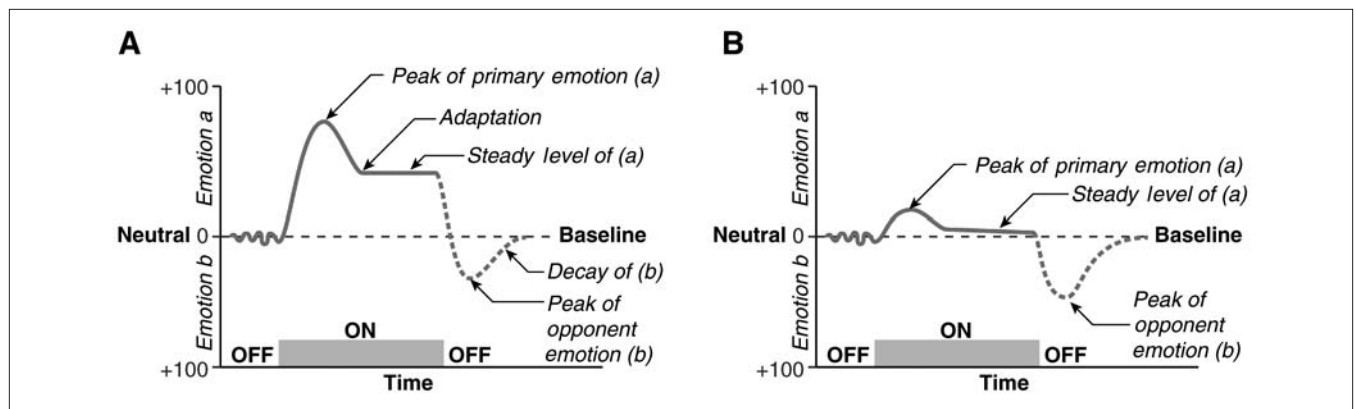 A
+100
Peak of primary emotion (a)
Adaptation
Steady level of (a)
Emotion a
Neutral 0
Baseline
Decay of (b)
Peak of
opponent
emotion (b)
Emotion b
ON
OFF
OFF
+100
Time
B
+100
Peak of primary emotion (a)
Steady level of (a)
Emotion a
Neutral 0
Baseline
Peak of
opponent
emotion (b)
Emotion b
ON
OFF
OFF
+100
Time